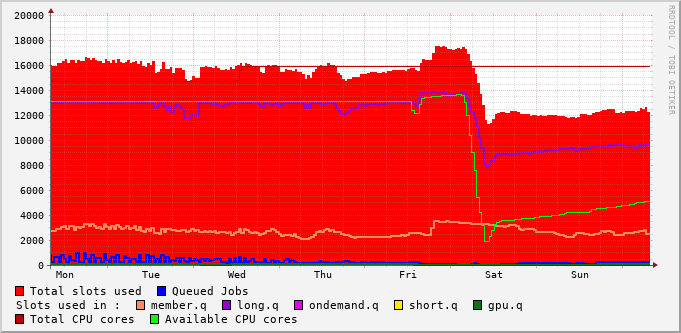 20000
18000
16000
14000
12000
10000
8000
6000
4000
2000
0
Mon Tue Wed Thu Fri Sat Sun
RRDTOOL / TOBI OETIKER
Total slots used Queued Jobs
Slots used in : member.q long.q ondemand.q short.q gpu.q
Total CPU cores Available CPU cores